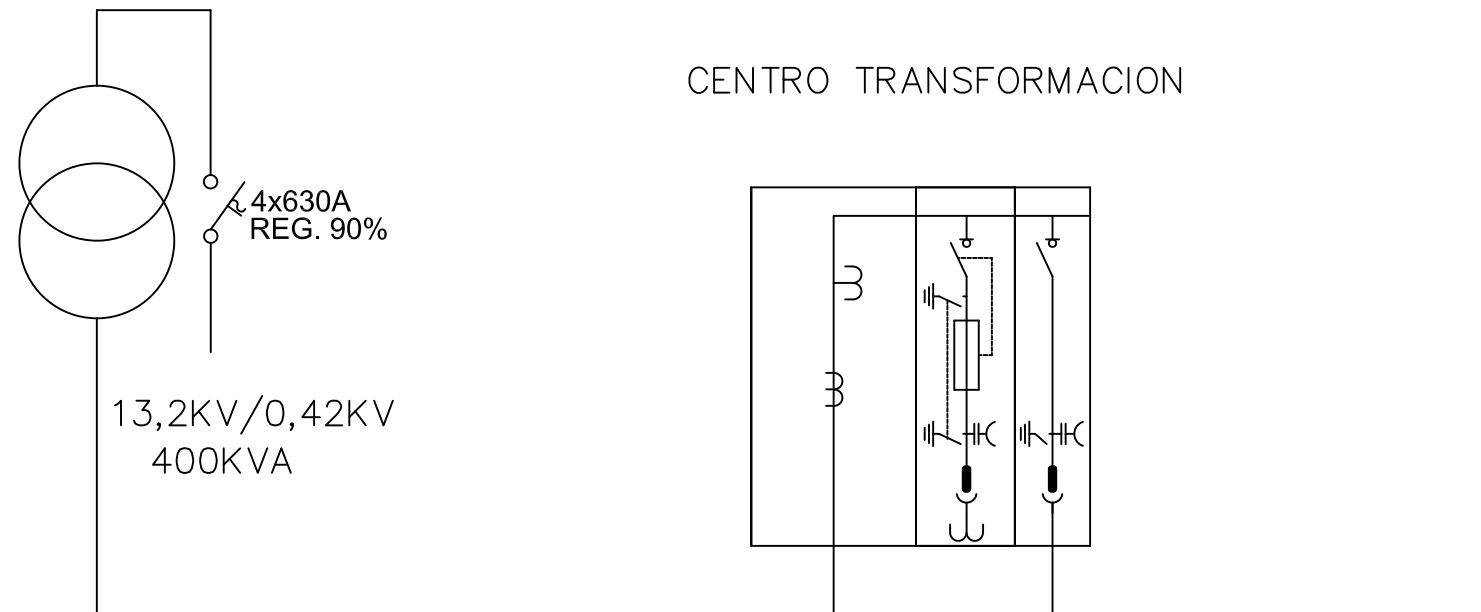 CENTRO TRANSFORMACION
4x630A
REG. 90%
13,2KV/0,42KV
400KVA